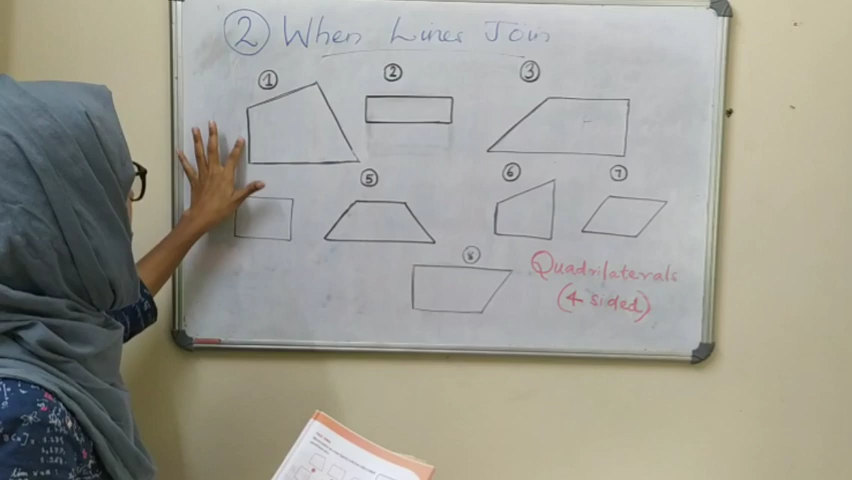 ② When Lines Join
① ② ③
⑤ ⑥ ⑦
⑧
Quadrilaterals
(4 sided)